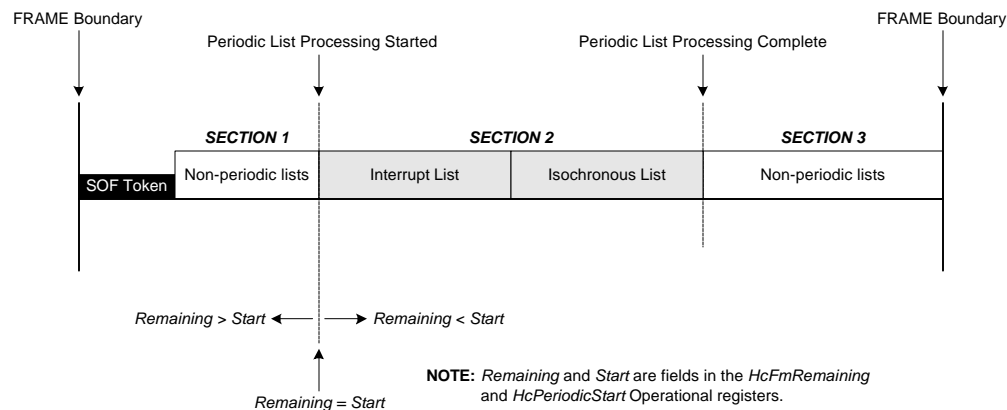 FRAME Boundary
FRAME Boundary
Periodic List Processing Started
Periodic List Processing Complete
SECTION 1
SECTION 2
SECTION 3
SOF Token
Non-periodic lists
Interrupt List
Isochronous List
Non-periodic lists
Remaining > Start
Remaining < Start
NOTE: Remaining and Start are fields in the HcFmRemaining
and HcPeriodicStart Operational registers.
Remaining = Start